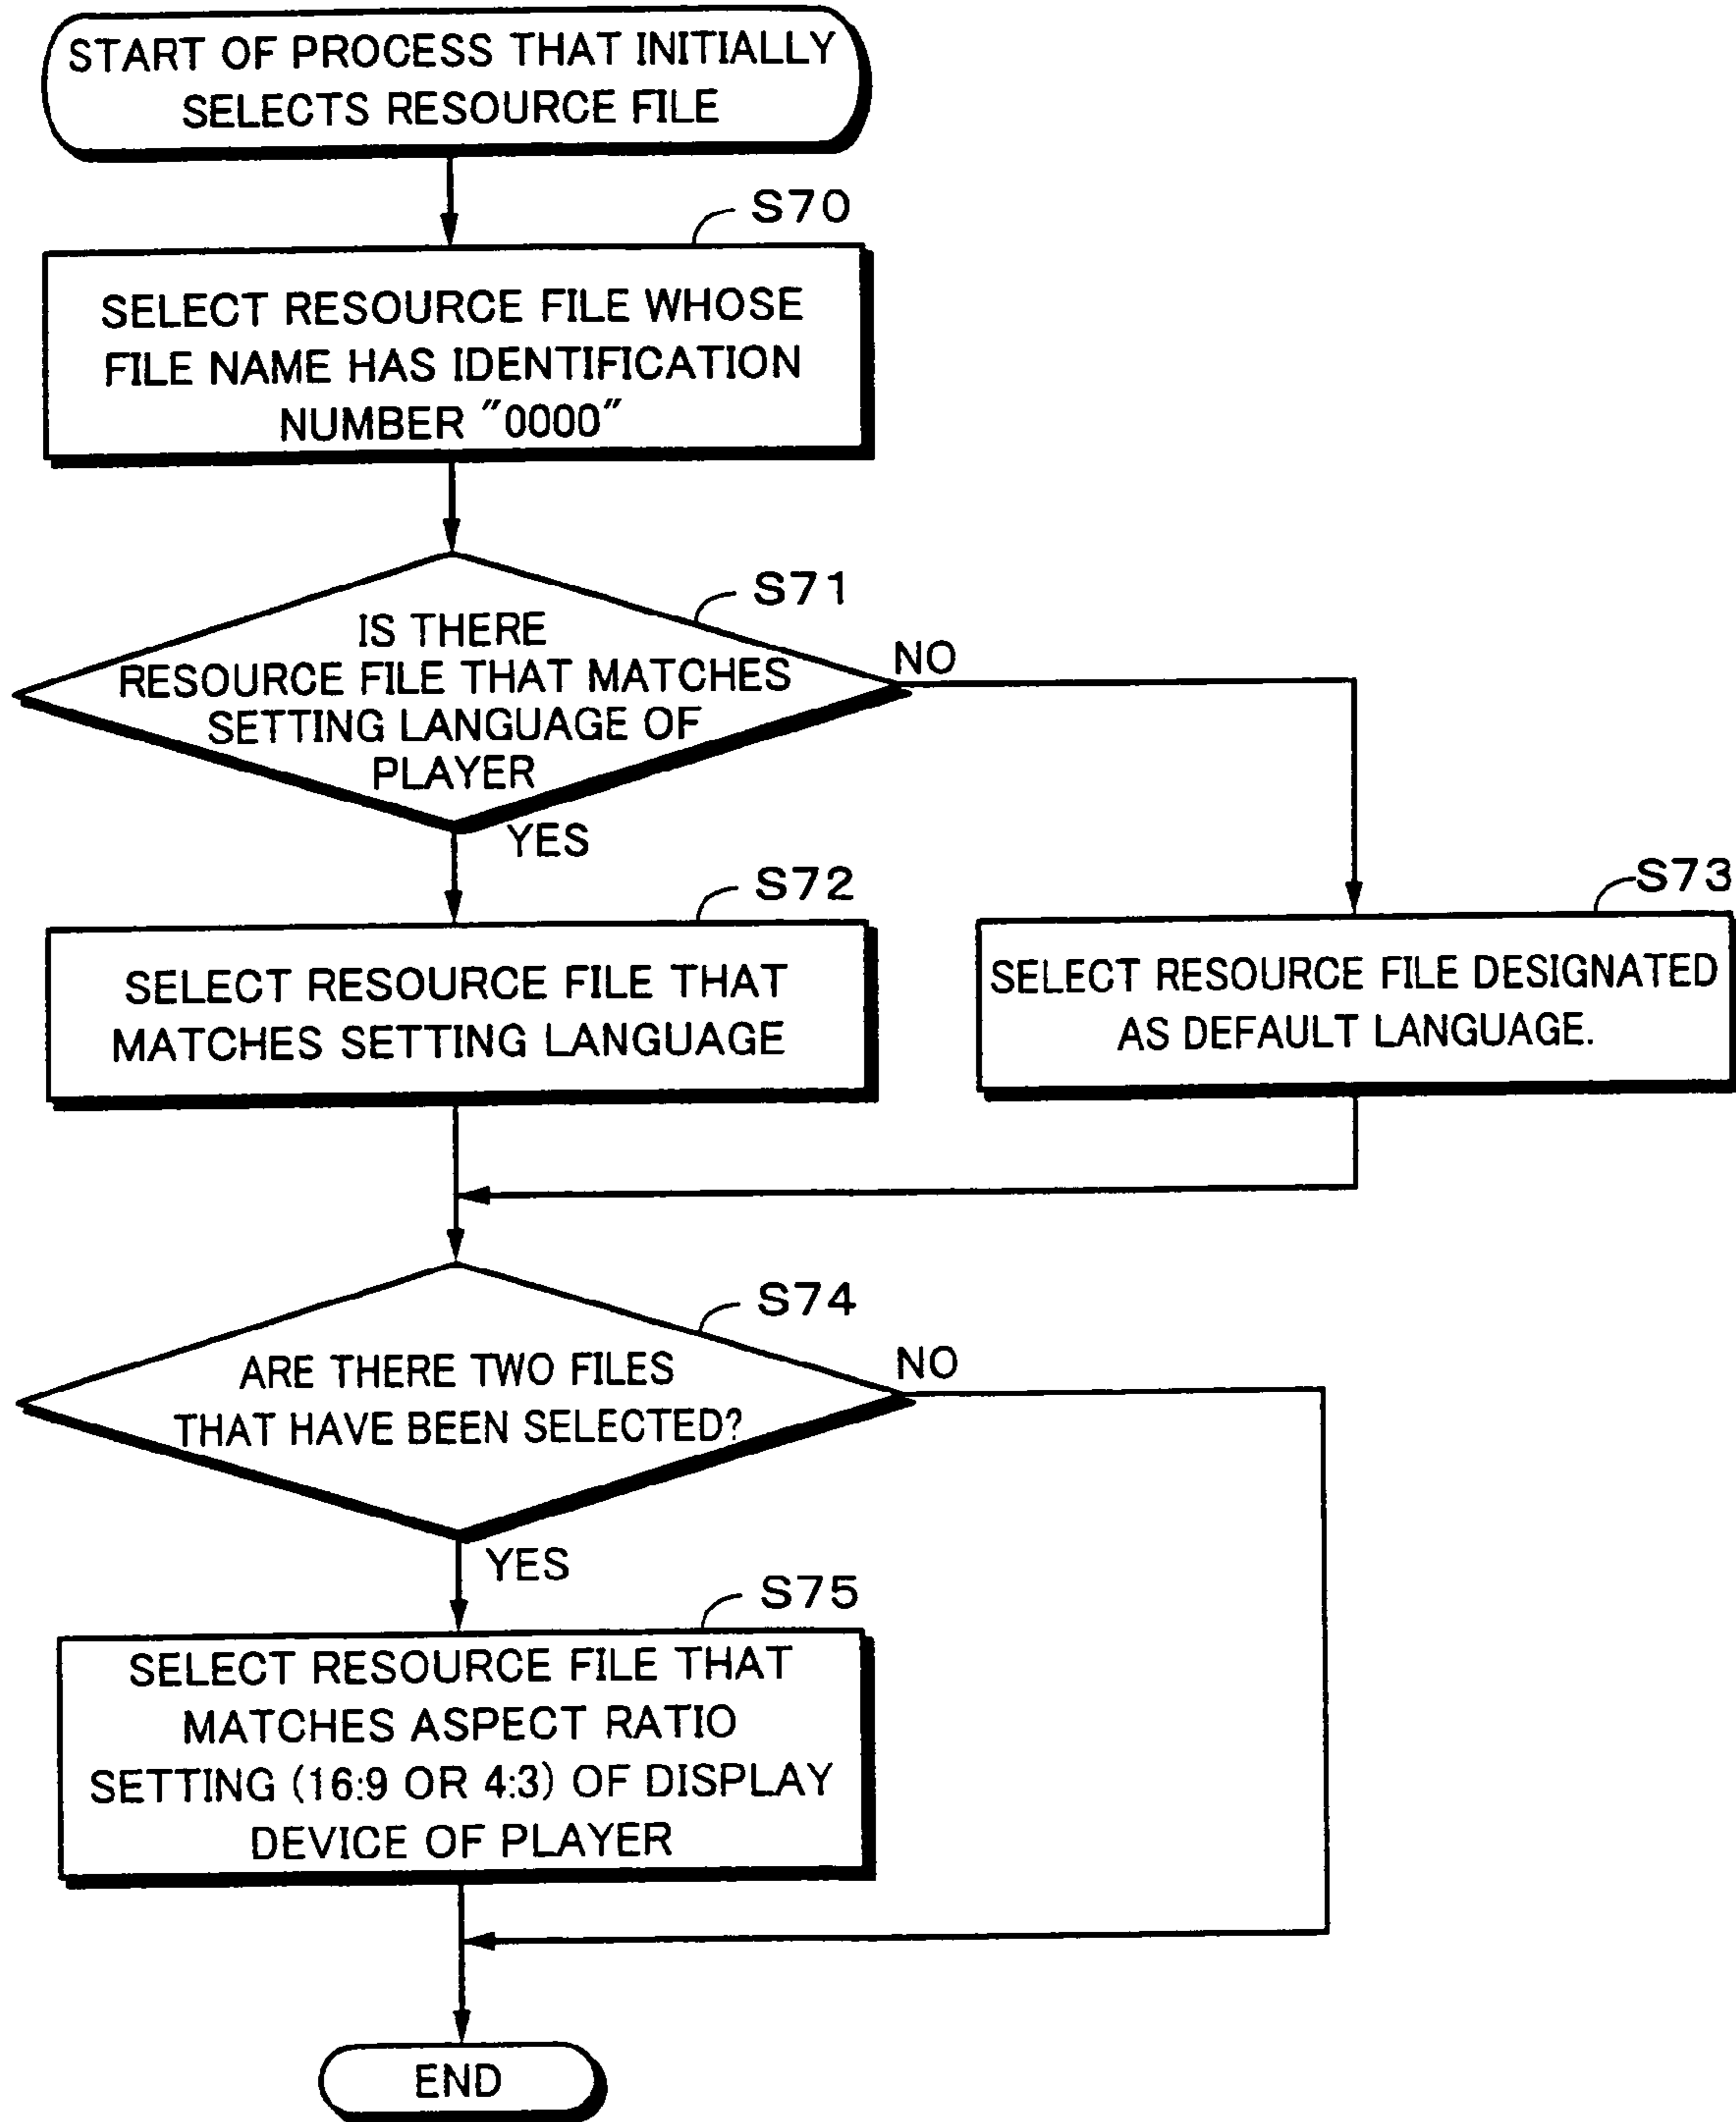 START OF PROCESS THAT INITIALLY
SELECTS RESOURCE FILE
S70
SELECT RESOURCE FILE WHOSE
FILE NAME HAS IDENTIFICATION
NUMBER "0000"
S71
IS THERE
RESOURCE FILE THAT MATCHES
SETTING LANGUAGE OF
PLAYER
NO
YES
S72
SELECT RESOURCE FILE THAT
MATCHES SETTING LANGUAGE
S73
SELECT RESOURCE FILE DESIGNATED
AS DEFAULT LANGUAGE.
S74
ARE THERE TWO FILES
THAT HAVE BEEN SELECTED?
NO
YES
S75
SELECT RESOURCE FILE THAT
MATCHES ASPECT RATIO
SETTING (16:9 OR 4:3) OF DISPLAY
DEVICE OF PLAYER
END